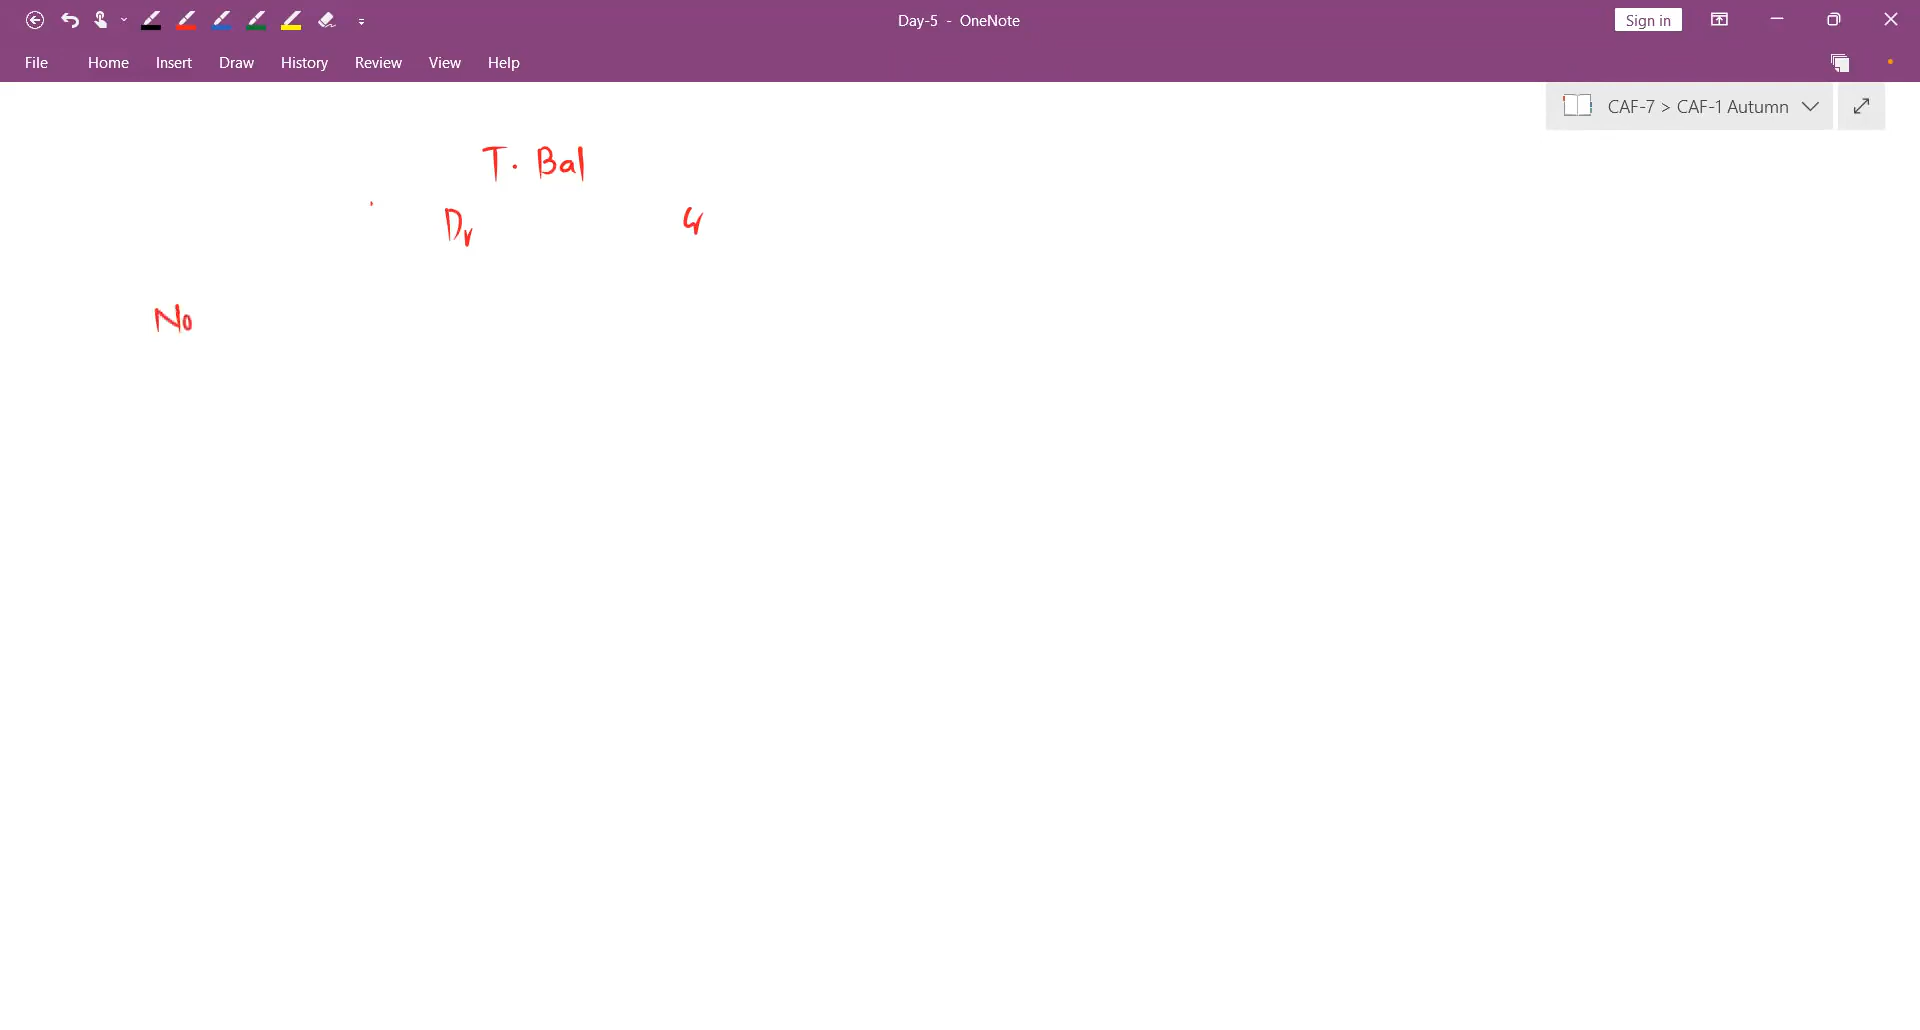 Day-5 - OneNote
Sign in
File Home Insert Draw History Review View Help
CAF-7 > CAF-1 Autumn
T. Bal
Dr Cr
No